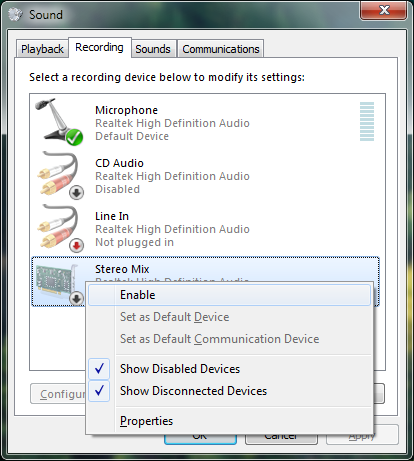 Sound
Playback Recording Sounds Communications
Select a recording device below to modify its settings:
Microphone
Realtek High Definition Audio
Default Device
CD Audio
Realtek High Definition Audio
Disabled
Line In
Realtek High Definition Audio
Not plugged in
Stereo Mix
Realtek High Definition Audio
Enable
Set as Default Device
Set as Default Communication Device
Show Disabled Devices
Show Disconnected Devices
Properties
Configur
OK Cancel Apply